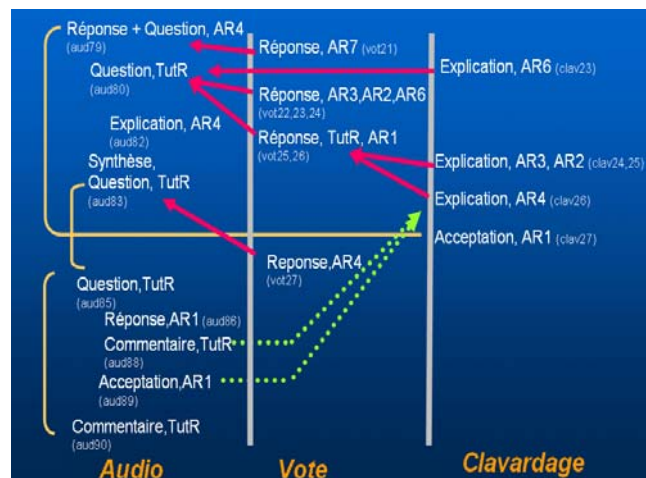 Réponse + Question, AR4
(aud79)
Question,TutR
(aud80)
Explication, AR4
(aud82)
Synthèse,
Question, TutR
(aud83)
Question,TutR
(aud85)
Réponse,AR1 (aud86)
Commentaire,TutR
(aud88)
Acceptation,AR1
(aud89)
Commentaire,TutR
(aud90)
Audio
Réponse, AR7 (vot21)
Réponse, AR3,AR2,AR6
(vot22,23,24)
Réponse, TutR, AR1
(vot25,26)
Reponse,AR4
(vot27)
Vote
Explication, AR6 (clav23)
Explication, AR3, AR2 (clav24,25)
Explication, AR4 (clav26)
Acceptation, AR1 (clav27)
Clavardage